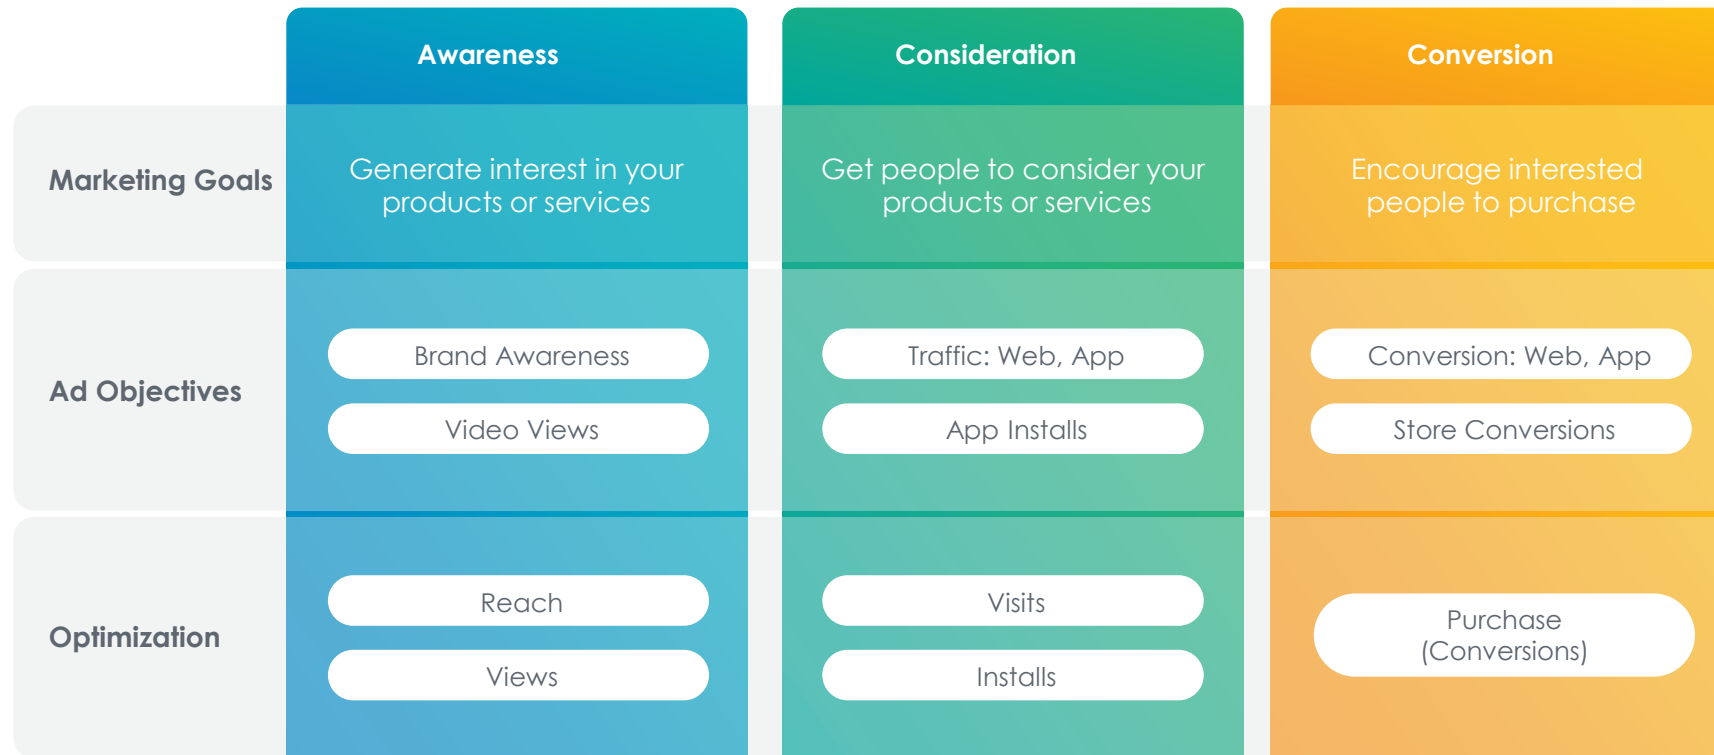 Awareness
Consideration
Conversion
Marketing Goals
Generate interest in your
products or services
Get people to consider your
products or services
Encourage interested
people to purchase
Ad Objectives
Brand Awareness
Video Views
Traffic: Web, App
App Installs
Conversion: Web, App
Store Conversions
Optimization
Reach
Views
Visits
Installs
Purchase
(Conversions)